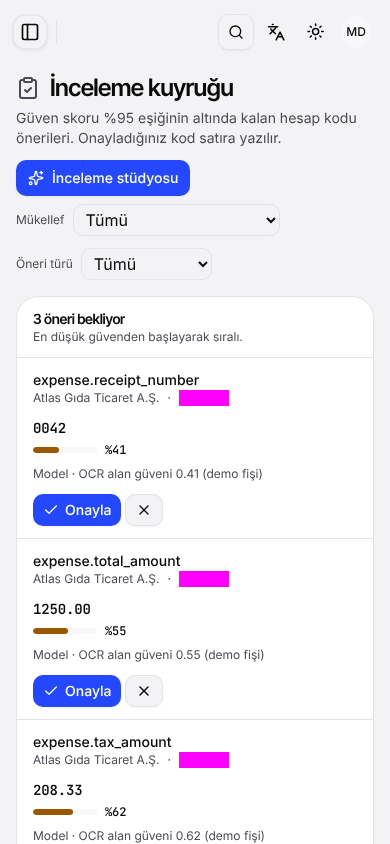 MD
İnceleme kuyruğu
Güven skoru %95 eşiğinin altında kalan hesap kodu
önerileri. Onayladığınız kod satıra yazılır.
İnceleme stüdyosu
Mükellef Tümü
Öneri türü Tümü
3 öneri bekliyor
En düşük güvenden başlayarak sıralı.
expense.receipt_number
Atlas Gıda Ticaret A.Ş. ·
0042
%41
Model · OCR alan güveni 0.41 (demo fişi)
Onayla
expense.total_amount
Atlas Gıda Ticaret A.Ş. ·
1250.00
%55
Model · OCR alan güveni 0.55 (demo fişi)
Onayla
expense.tax_amount
Atlas Gıda Ticaret A.Ş. ·
208.33
%62
Model · OCR alan güveni 0.62 (demo fişi)